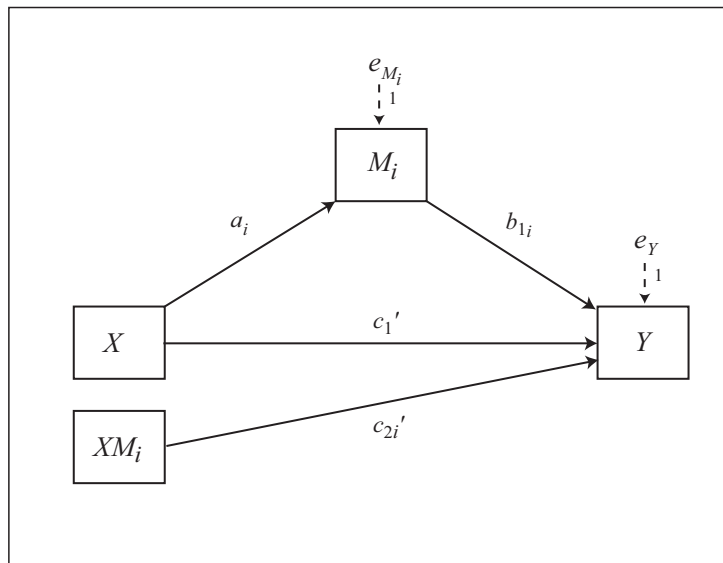 e_{M_i}
1
M_i
a_i
b_{1i}
e_Y
1
X
c_1'
Y
XM_i
c_{2i}'